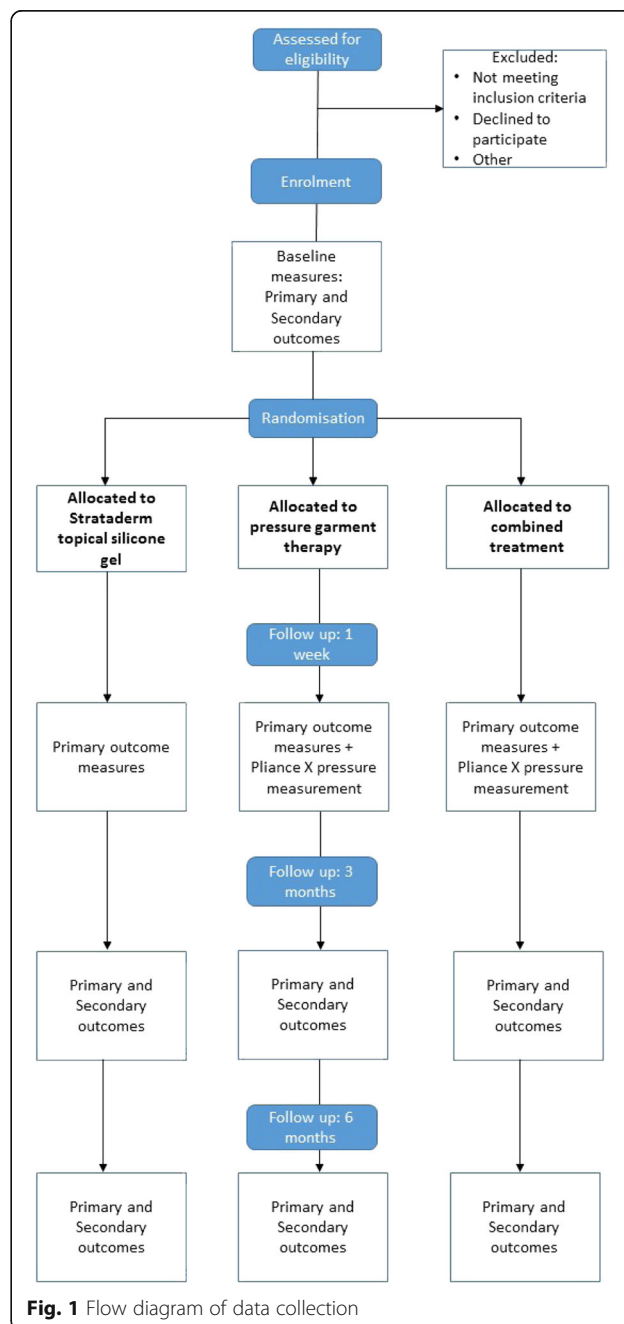 Assessed for
eligibility
Excluded:
• Not meeting
inclusion criteria
• Declined to
participate
• Other
Enrolment
Baseline
measures:
Primary and
Secondary
outcomes
Randomisation
Allocated to
Strataderm
topical silicone
gel
Allocated to
pressure garment
therapy
Allocated to
combined
treatment
Follow up: 1
week
Primary outcome
measures
Primary outcome
measures +
Pliance X pressure
measurement
Primary outcome
measures +
Pliance X pressure
measurement
Follow up: 3
months
Primary and
Secondary
outcomes
Primary and
Secondary
outcomes
Primary and
Secondary
outcomes
Follow up: 6
months
Primary and
Secondary
outcomes
Primary and
Secondary
outcomes
Primary and
Secondary
outcomes
Fig. 1 Flow diagram of data collection